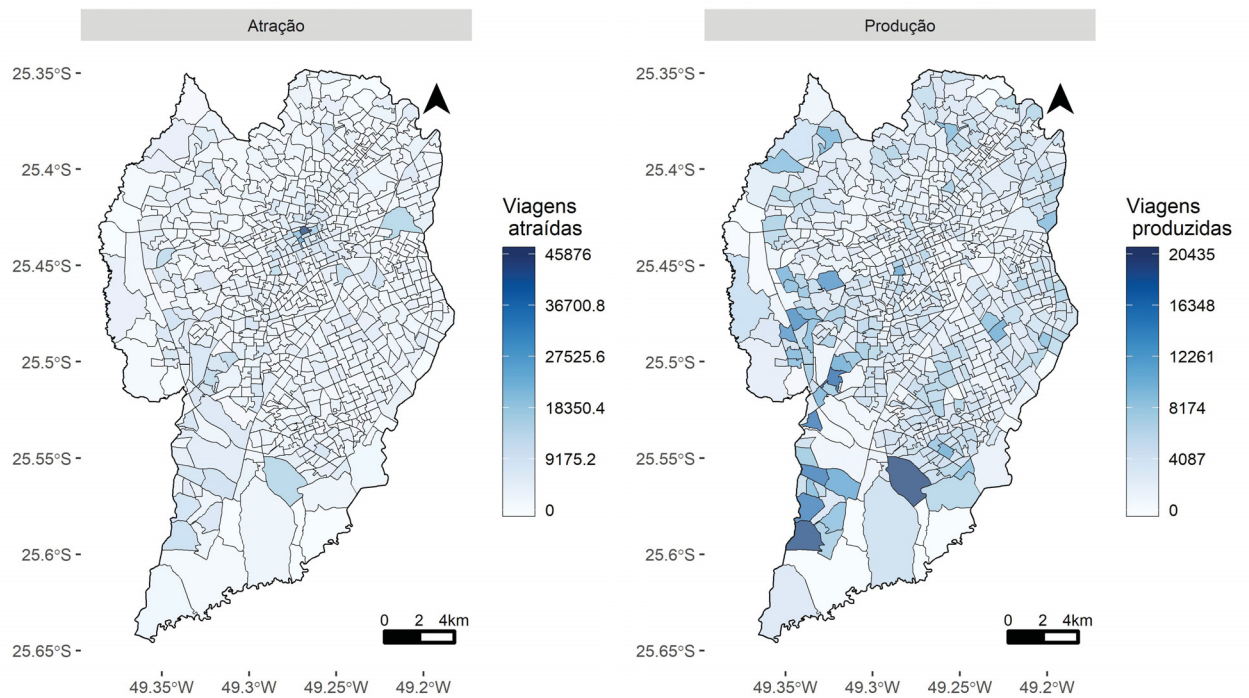 Atração
25.35°S
25.4°S
25.45°S
25.5°S
25.55°S
25.6°S
25.65°S
49.35°W 49.3°W 49.25°W 49.2°W
0 2 4km
Viagens
atraídas
45876
36700.8
27525.6
18350.4
9175.2
0
Produção
25.35°S
25.4°S
25.45°S
25.5°S
25.55°S
25.6°S
25.65°S
49.35°W 49.3°W 49.25°W 49.2°W
0 2 4km
Viagens
produzidas
20435
16348
12261
8174
4087
0